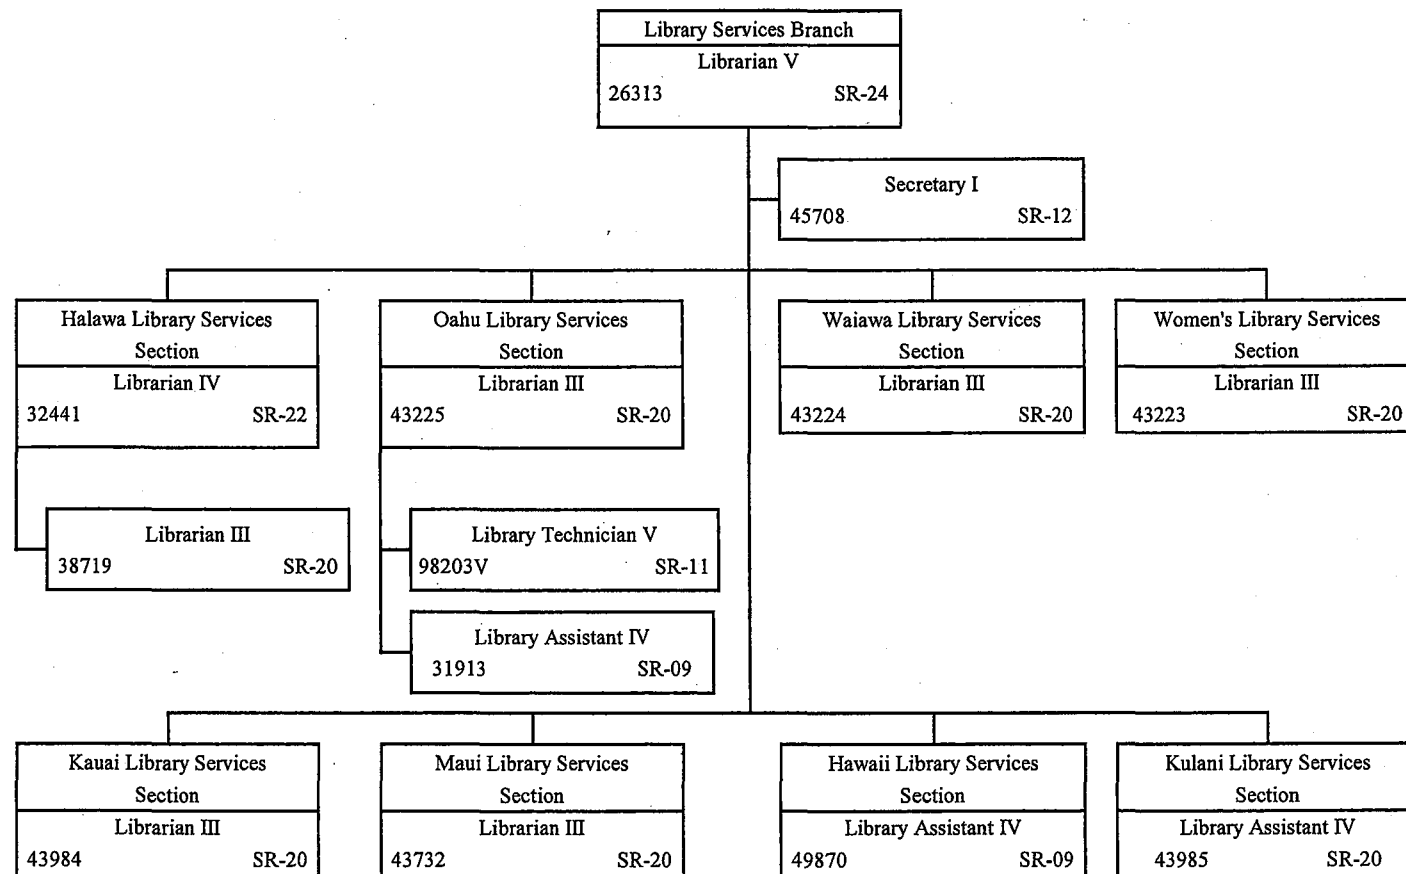 Library Services Branch
Librarian V
26313 SR-24
Secretary I
45708 SR-12
Halawa Library Services
Section
Librarian IV
32441 SR-22
Oahu Library Services
Section
Librarian III
43225 SR-20
Waiawa Library Services
Section
Librarian III
43224 SR-20
Women's Library Services
Section
Librarian III
43223 SR-20
Librarian III
38719 SR-20
Library Technician V
98203V SR-11
Library Assistant IV
31913 SR-09
Kauai Library Services
Section
Librarian III
43984 SR-20
Maui Library Services
Section
Librarian III
43732 SR-20
Hawaii Library Services
Section
Library Assistant IV
49870 SR-09
Kulani Library Services
Section
Library Assistant IV
43985 SR-20